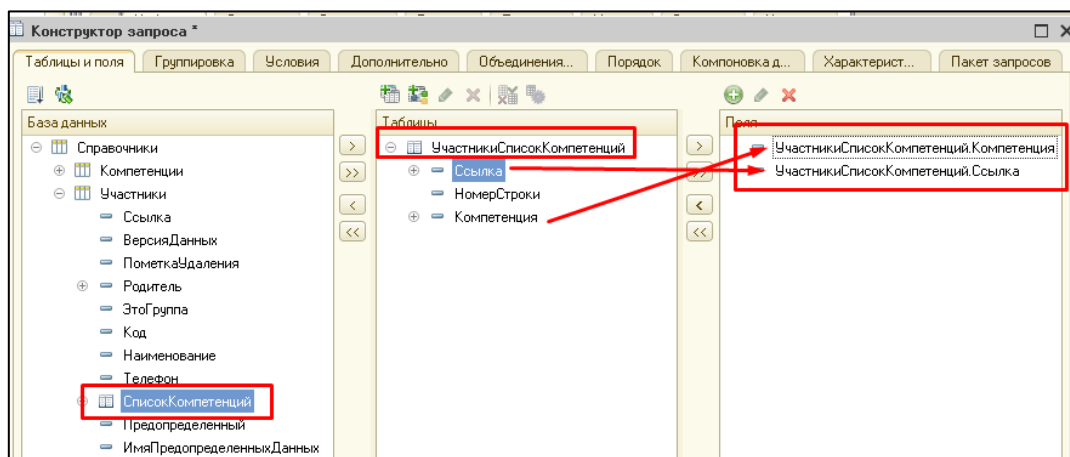 Конструктор запроса *
Таблицы и поля Группировка Условия Дополнительно Объединения... Порядок Компоновка д... Характерист... Пакет запросов
База данных
Справочники
Компетенции
Участники
Ссылка
ВерсияДанных
ПометкаУдаления
Родитель
ЭтоГруппа
Код
Наименование
Телефон
СписокКомпетенций
Предопределенный
ИмяПредопределенныхДанных
Таблицы
УчастникиСписокКомпетенций
Ссылка
НомерСтроки
Компетенция
>
>>
<
<<
Поля
УчастникиСписокКомпетенций.Компетенция
УчастникиСписокКомпетенций.Ссылка
>
>>
<
<<